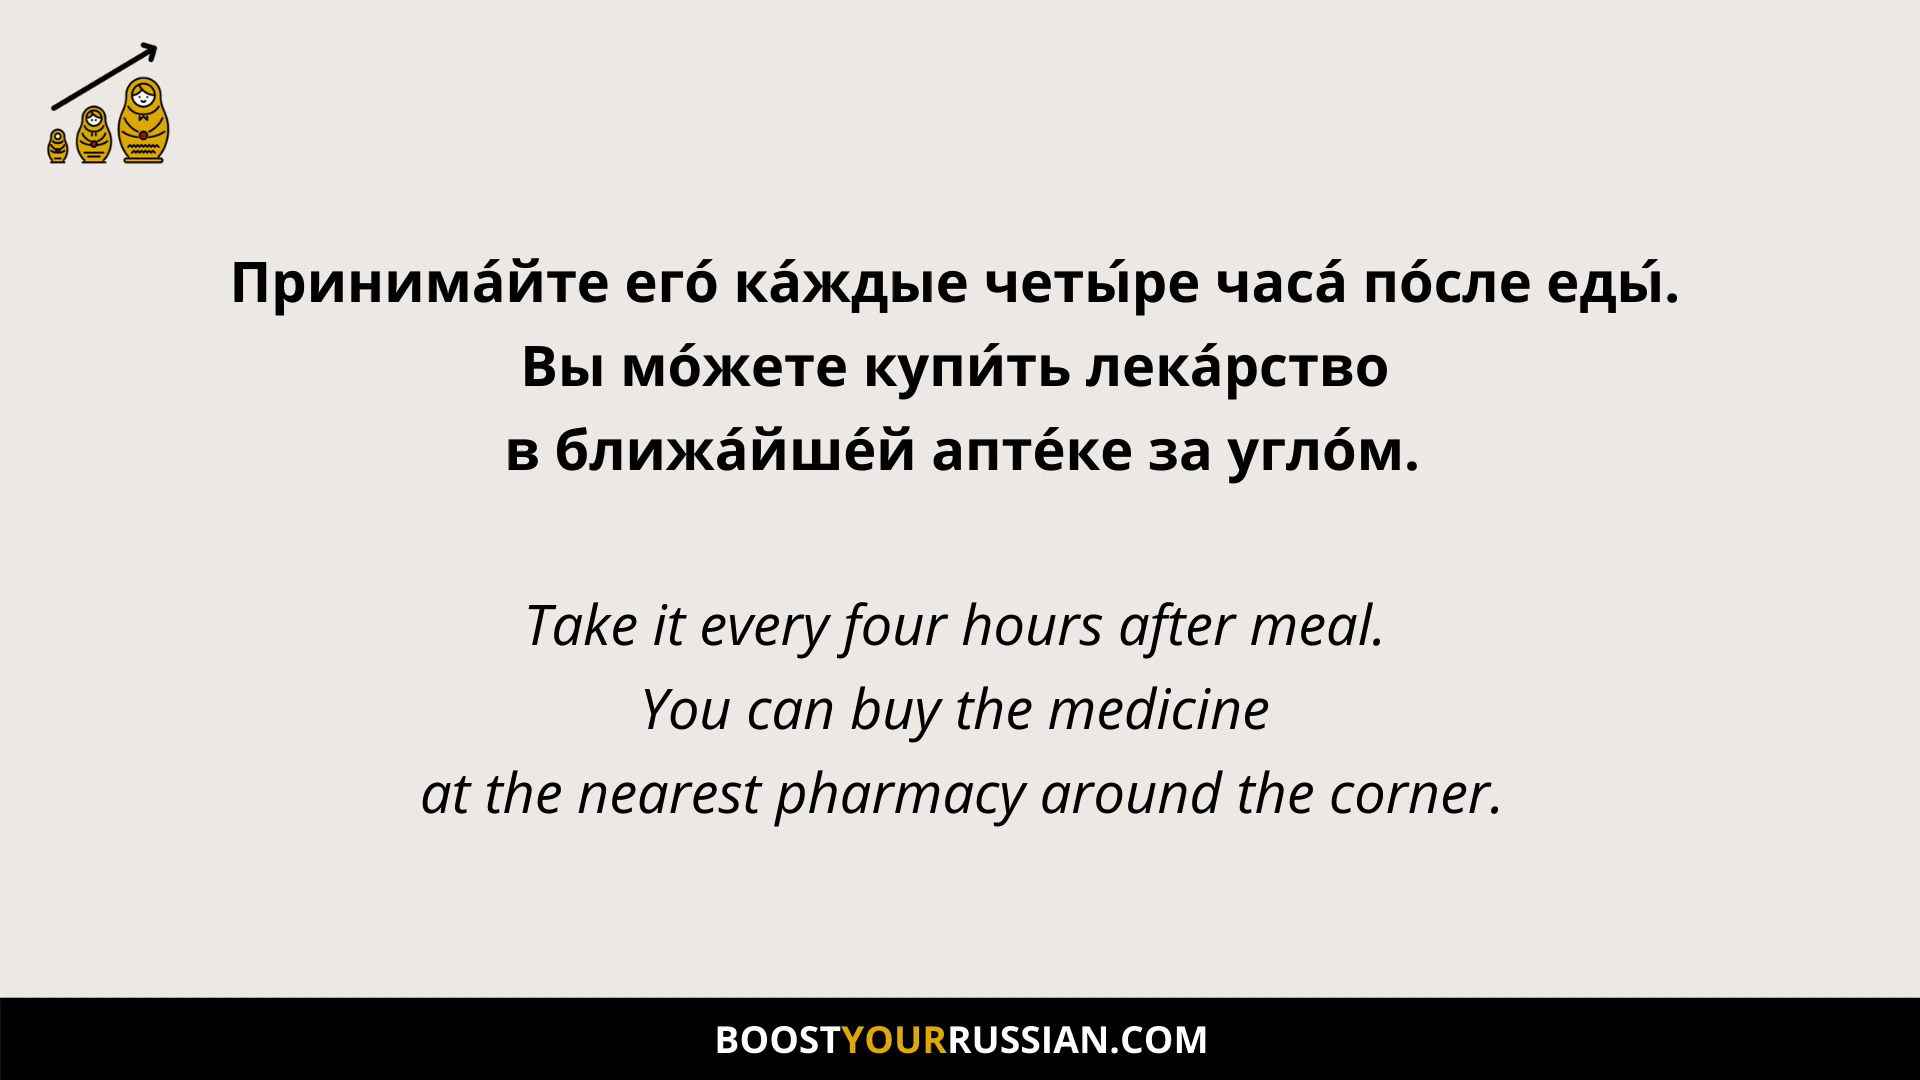 Принима́йте его́ ка́ждые четы́ре часа́ по́сле еды́.
Вы мо́жете купи́ть лека́рство
в ближа́йше́й апте́ке за угло́м.
Take it every four hours after meal.
You can buy the medicine
at the nearest pharmacy around the corner.
BOOSTYOURRUSSIAN.COM